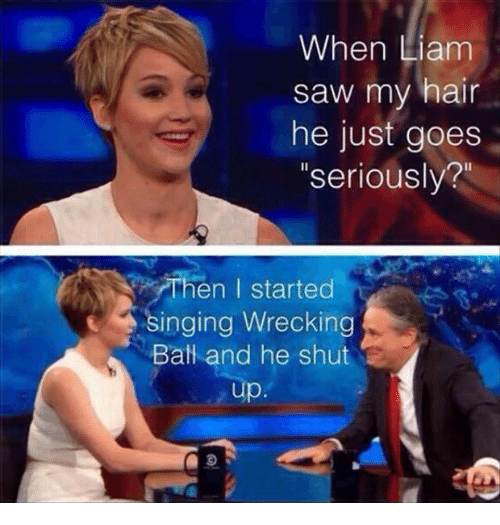 When Liam
saw my hair
he just goes
"seriously?"
Then I started
singing Wrecking
Ball and he shut
up.